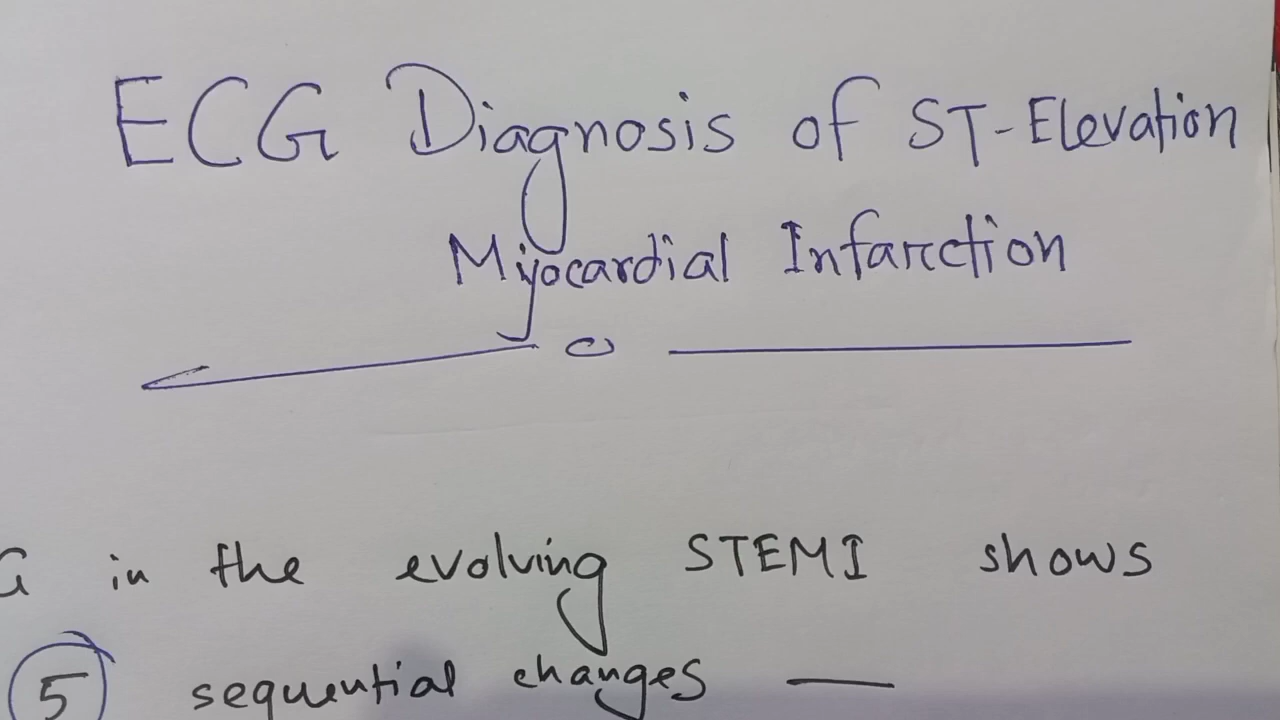 ECG Diagnosis of ST-Elevation
Myocardial Infarction
G in the evolving STEMI shows
5 sequential changes —